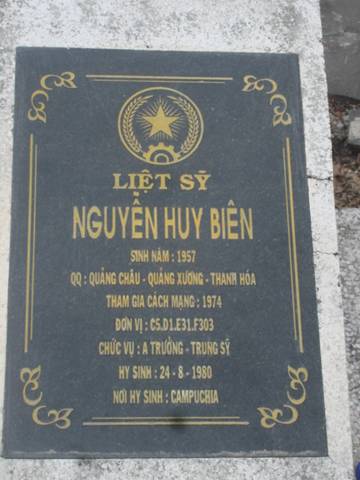 LIỆT SỸ
NGUYỄN HUY BIÊN
SINH NĂM : 1957
QQ : QUẢNG CHÂU - QUẢNG XƯƠNG - THANH HÓA
THAM GIA CÁCH MẠNG : 1974
ĐƠN VỊ : C5.D1.E31.F303
CHỨC VỤ : A TRƯỞNG - TRUNG SỸ
HY SINH : 24 - 8 - 1980
NƠI HY SINH : CAMPUCHIA